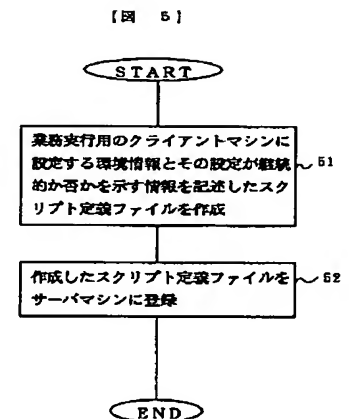 【図 5】
START
業務実行用のクライアントマシンに
設定する環境情報とその設定が継続
的か否かを示す情報を記述したスク
リプト定義ファイルを作成
51
作成したスクリプト定義ファイルを
サーバマシンに登録
52
END